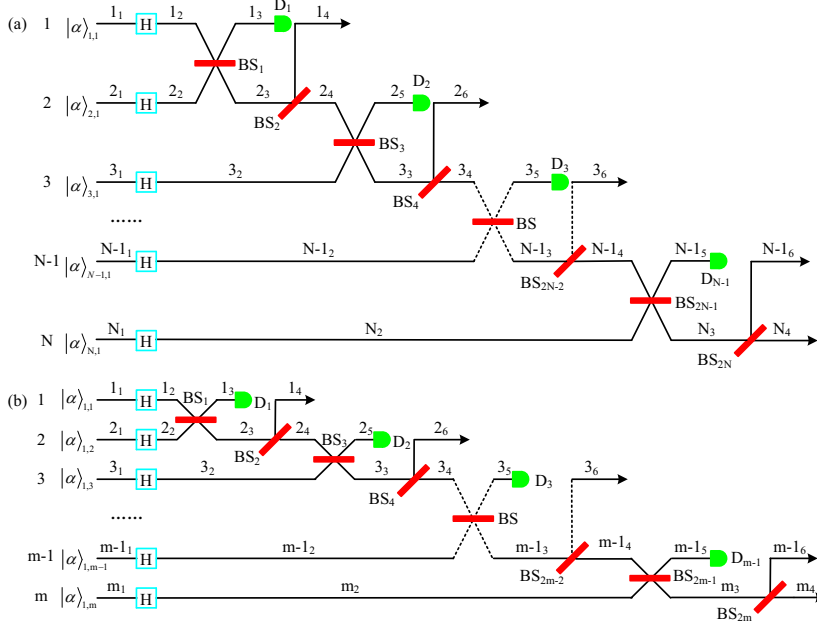 (a) 1 |α⟩₁,₁ 1₁ H 1₂ 1₃ D₁ 1₄
BS₁
2 |α⟩₂,₁ 2₁ H 2₂ 2₃ BS₂ 2₄ 2₅ D₂ 2₆
BS₃
3 |α⟩₃,₁ 3₁ H 3₂ 3₃ BS₄ 3₄ 3₅ D₃ 3₆
...... BS
N-1 |α⟩N−1,₁ N-1₁ H N-1₂ N-1₃ BS2N-2 N-1₄ N-1₅ DN-1 N-1₆
BS2N-1
N |α⟩N,₁ N₁ H N₂ N₃ BS2N N₄
(b) 1 |α⟩₁,₁ 1₁ H 1₂ BS₁ 1₃ D₁ 1₄
2 |α⟩₁,₂ 2₁ H 2₂ 2₃ BS₂ 2₄ BS₃ 2₅ D₂ 2₆
3 |α⟩₁,₃ 3₁ H 3₂ 3₃ BS₄ 3₄ 3₅ D₃ 3₆
...... BS
m-1 |α⟩₁,m−1 m-1₁ H m-1₂ m-1₃ BS2m-2 m-1₄ m-1₅ Dm-1 m-1₆
BS2m-1
m |α⟩₁,m m₁ H m₂ m₃ BS2m m₄